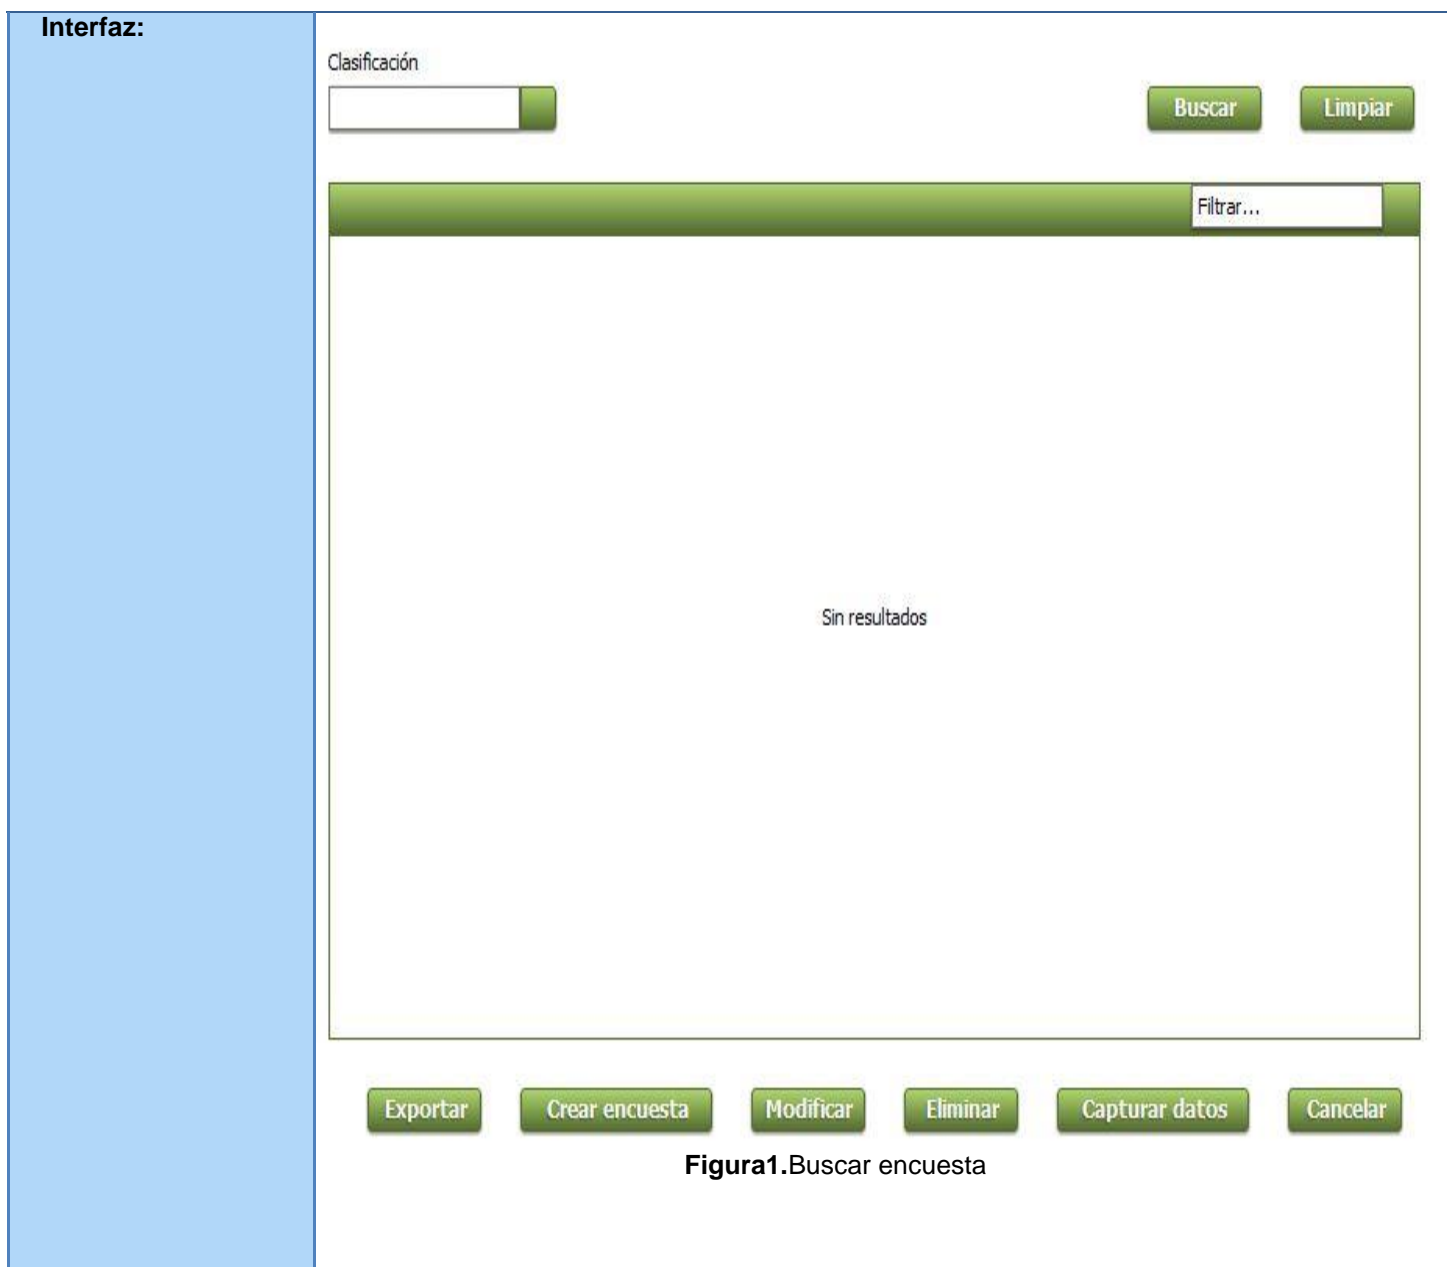 Interfaz:
Clasificación
Buscar Limpiar
Filtrar...
Sin resultados
Exportar Crear encuesta Modificar Eliminar Capturar datos Cancelar
Figura1.Buscar encuesta